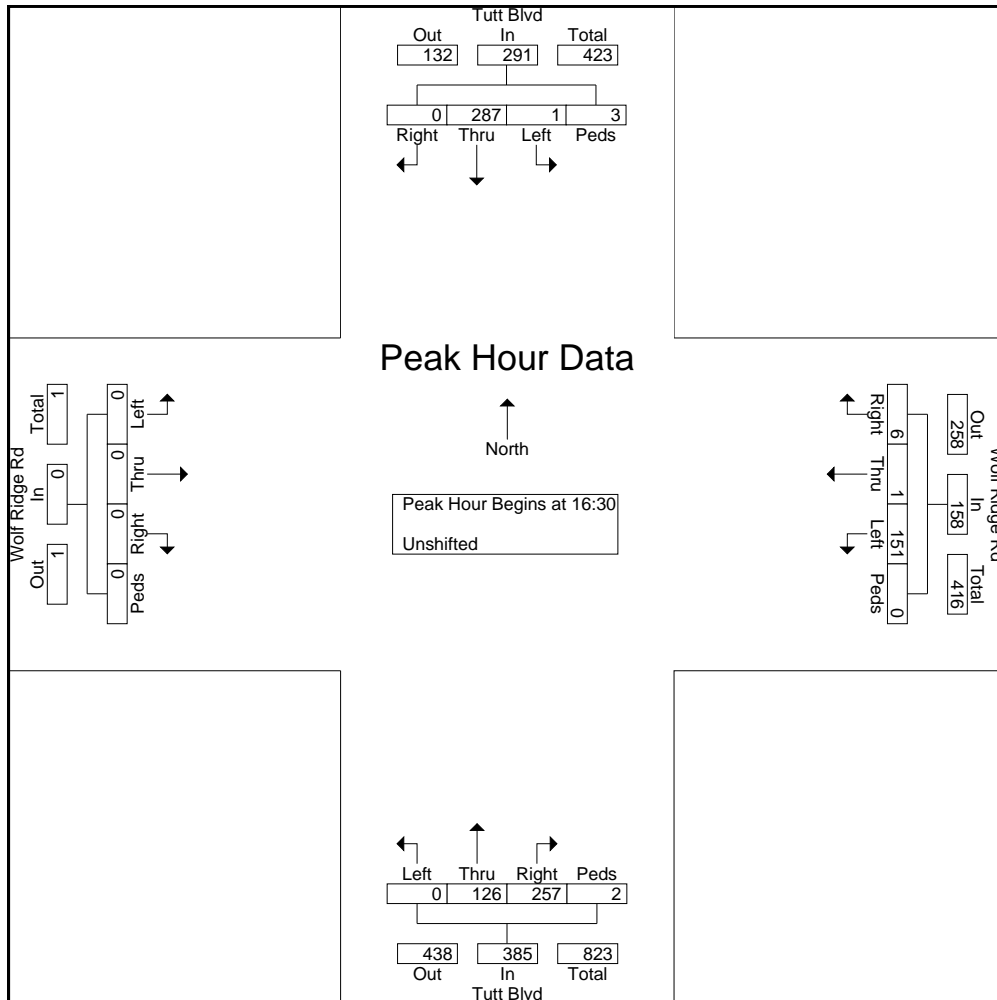 Tutt Blvd
Out In Total
132 291 423
0 287 1 3
Right Thru Left Peds
Peak Hour Data
North
Peak Hour Begins at 16:30
Unshifted
Wolf Ridge Rd
Total In Out
1 0 1
0 0 0 0
Left Thru Right Peds
Wolf Ridge Rd
Out In Total
258 158 416
6 1 151 0
Right Thru Left Peds
Left Thru Right Peds
0 126 257 2
438 385 823
Out In Total
Tutt Blvd